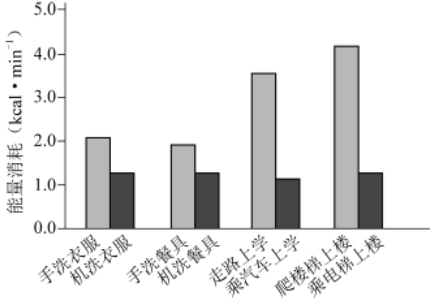 能量消耗（kcal·min⁻¹）
5.0
4.0
3.0
2.0
1.0
0.0
手洗衣服
机洗衣服
手洗餐具
机洗餐具
走路上学
乘汽车上学
爬楼梯上楼
乘电梯上楼